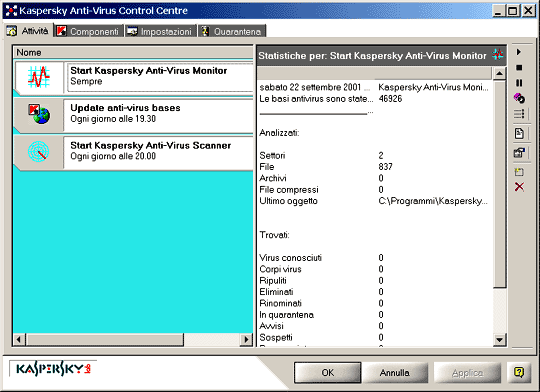 Kaspersky Anti-Virus Control Centre
Attività Componenti Impostazioni Quarantena
Nome
Start Kaspersky Anti-Virus Monitor
Sempre
Update anti-virus bases
Ogni giorno alle 19.30
Start Kaspersky Anti-Virus Scanner
Ogni giorno alle 20.00
Statistiche per: Start Kaspersky Anti-Virus Monitor
sabato 22 settembre 2001 ... Kaspersky Anti-Virus Moni...
Le basi antivirus sono state... 46926
Analizzati:
Settori 2
File 837
Archivi 0
File compressi 0
Ultimo oggetto C:\Programmi\Kaspersky...
Trovati:
Virus conosciuti 0
Corpi virus 0
Ripuliti 0
Eliminati 0
Rinominati 0
In quarantena 0
Avvisi 0
Sospetti 0
KASPERSKY
OK Annulla Applica